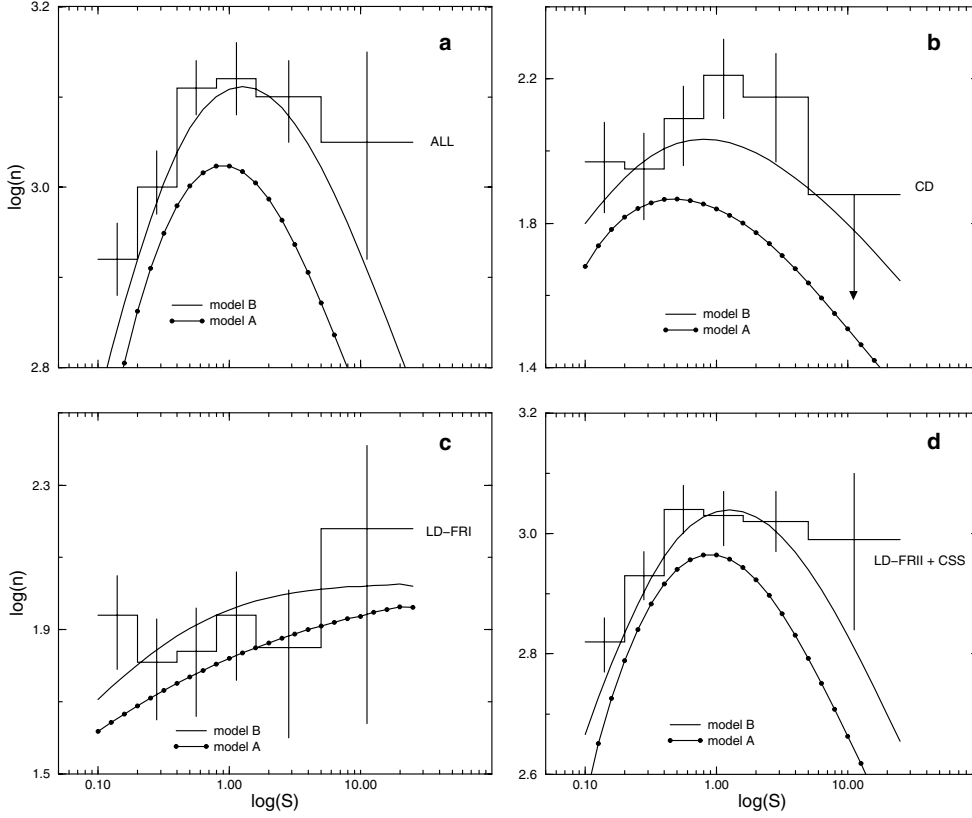 a
3.2
3.0
2.8
log(n)
ALL
model B
model A
b
2.2
1.8
1.4
CD
model B
model A
c
2.3
1.9
1.5
log(n)
LD-FRI
model B
model A
0.10
1.00
10.00
log(S)
d
3.2
3.0
2.8
2.6
LD-FRII + CSS
model B
model A
0.10
1.00
10.00
log(S)